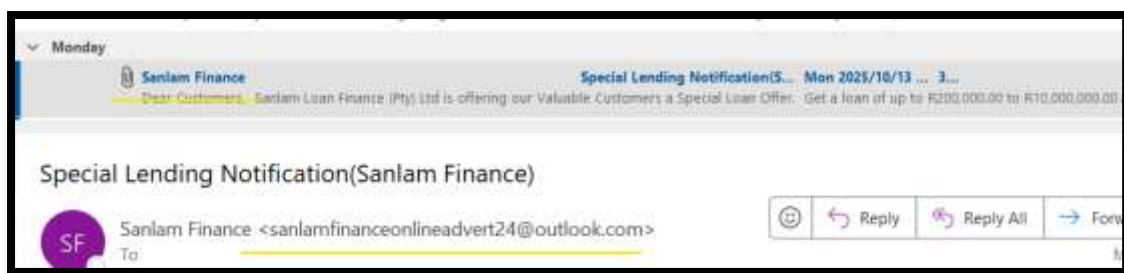 Monday
Sanlam Finance Special Lending Notification(S... Mon 2025/10/13 ... 3...
Dear Customers, Sanlam Loan Finance (Pty) Ltd is offering our Valuable Customers a Special Loan Offer. Get a loan of up to R200,000.00 to R10,000,000.00
Special Lending Notification(Sanlam Finance)
SF
Sanlam Finance <sanlamfinanceonlineadvert24@outlook.com>
Reply Reply All Forw
To